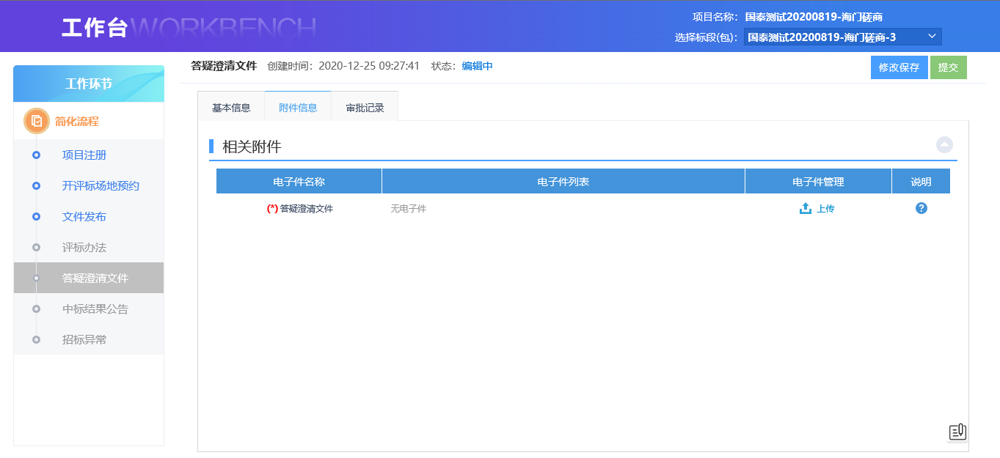 工作台WORKBENCH
项目名称： 国泰测试20200819-海门磋商
选择标段(包)： 国泰测试20200819-海门磋商-3
工作环节
简化流程
项目注册
开评标场地预约
文件发布
评标办法
答疑澄清文件
中标结果公告
招标异常
答疑澄清文件 创建时间：2020-12-25 09:27:41 状态：编辑中
修改保存 提交
基本信息 附件信息 审批记录
相关附件
电子件名称 电子件列表 电子件管理 说明
(*)答疑澄清文件 无电子件 上传 ?